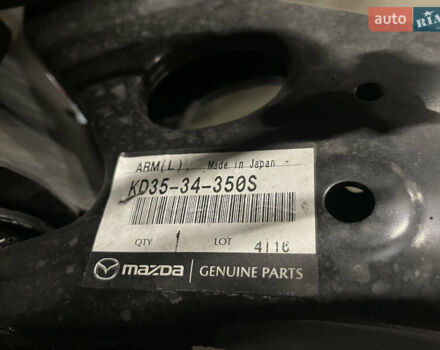 auto RIA
ARM(L), Made in Japan
KD35-34-350S
QTY 1 LOT 4116
mazda GENUINE PARTS